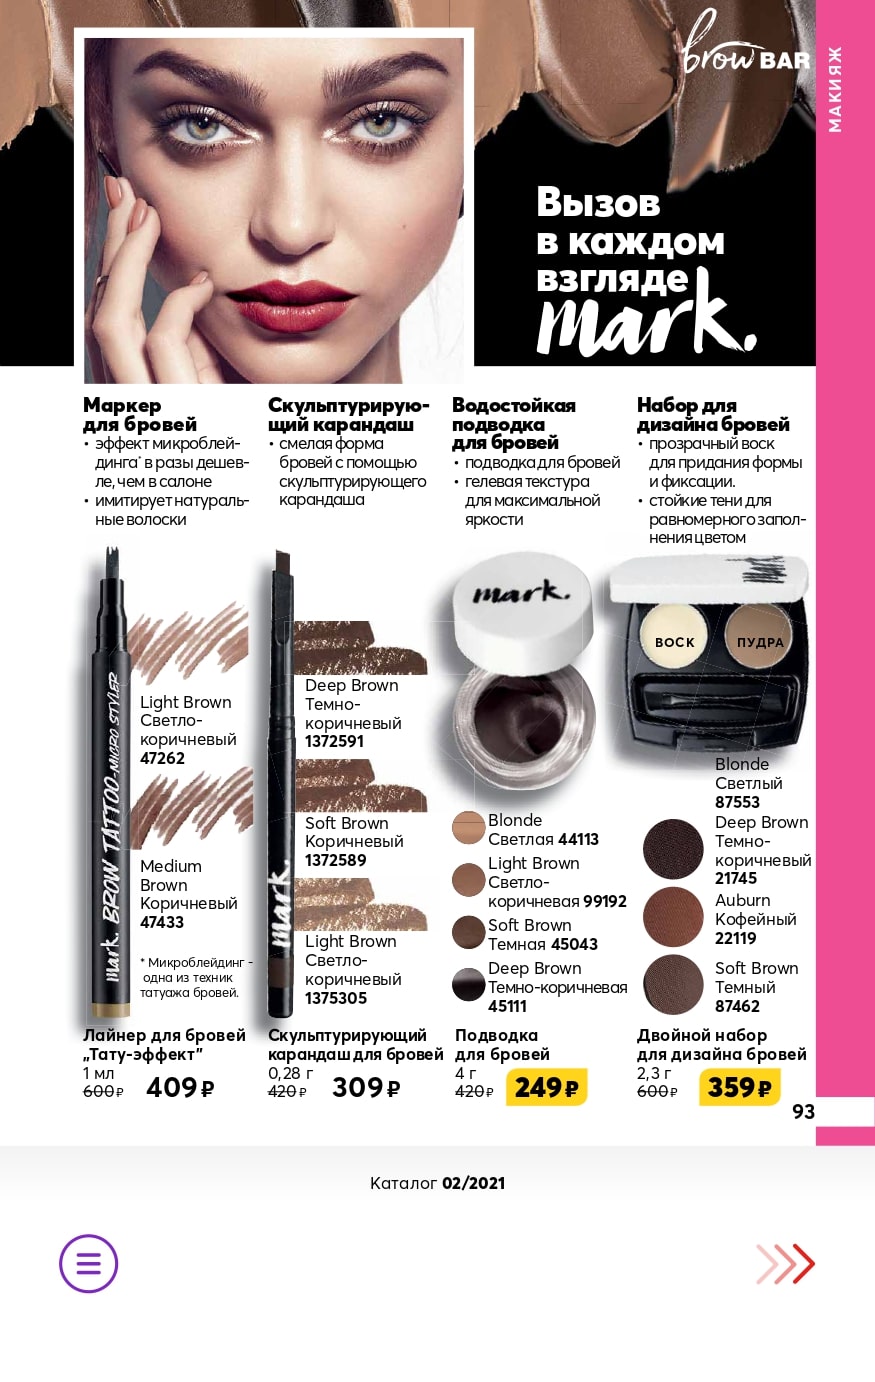 brow BAR
МАКИЯЖ
Вызов
в каждом
взгляде
mark.
Маркер
для бровей
• эффект микроблей-
динга* в разы дешев-
ле, чем в салоне
• имитирует натураль-
ные волоски
Скульптурирую-
щий карандаш
• смелая форма
бровей с помощью
скульптурирующего
карандаша
Водостойкая
подводка
для бровей
• подводка для бровей
• гелевая текстура
для максимальной
яркости
Набор для
дизайна бровей
• прозрачный воск
для придания формы
и фиксации.
• стойкие тени для
равномерного запол-
нения цветом
mark. BROW TATTOO-MICRO STYLER
Light Brown
Светло-
коричневый
47262
Medium
Brown
Коричневый
47433
* Микроблейдинг -
одна из техник
татуажа бровей.
mark.
Deep Brown
Темно-
коричневый
1372591
Soft Brown
Коричневый
1372589
Light Brown
Светло-
коричневый
1375305
mark.
Blonde
Светлая 44113
Light Brown
Светло-
коричневая 99192
Soft Brown
Темная 45043
Deep Brown
Темно-коричневая
45111
mark.
ВОСК
ПУДРА
Blonde
Светлый
87553
Deep Brown
Темно-
коричневый
21745
Auburn
Кофейный
22119
Soft Brown
Темный
87462
Лайнер для бровей
„Тату-эффект”
1 мл
600 ₽ 409 ₽
Скульптурирующий
карандаш для бровей
0,28 г
420 ₽ 309 ₽
Подводка
для бровей
4 г
420 ₽ 249 ₽
Двойной набор
для дизайна бровей
2,3 г
600 ₽ 359 ₽
93
Каталог 02/2021